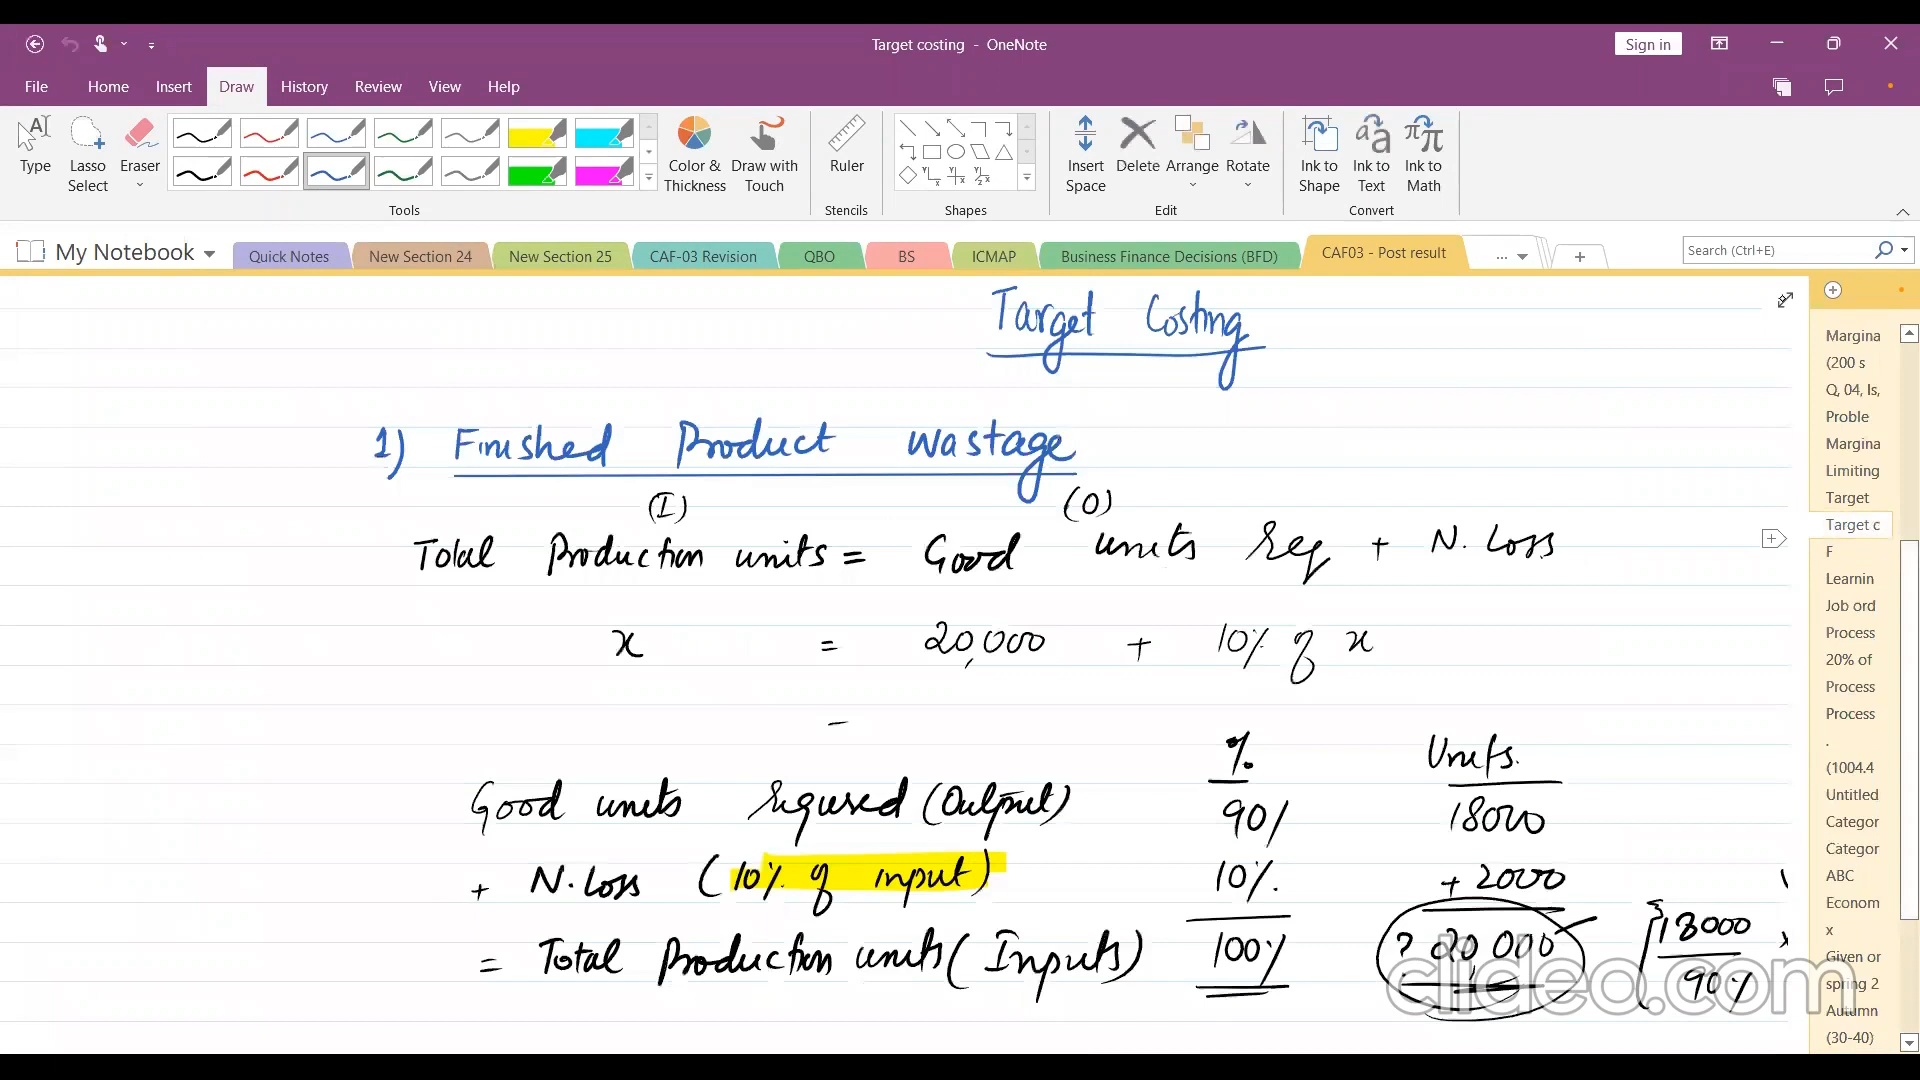 Target costing - OneNote
Sign in
File Home Insert Draw History Review View Help
Type Lasso Select Eraser Color & Thickness Draw with Touch Ruler Insert Space Delete Arrange Rotate Ink to Shape Ink to Text Ink to Math
Tools Stencils Shapes Edit Convert
My Notebook Quick Notes New Section 24 New Section 25 CAF-03 Revision QBO BS ICMAP Business Finance Decisions (BFD) CAF03 - Post result ... Search (Ctrl+E)
Target Costing
1) Finished Product Wastage
(I) (O)
Total Production units = Good units req + N. Loss
x = 20,000 + 10% of x
% Units.
Good units required (Output) 90% 18000
+ N. Loss (10% of input) 10% + 2000
= Total Production units (Inputs) 100% ? 20,000
18000
90%
clideo.com
Margina
(200 s
Q, 04, Is,
Proble
Margina
Limiting
Target
Target c
F
Learnin
Job ord
Process
20% of
Process
Process
.
(1004.4
Untitled
Categor
Categor
ABC
Econom
x
Given or
spring 2
Autumn
(30-40)